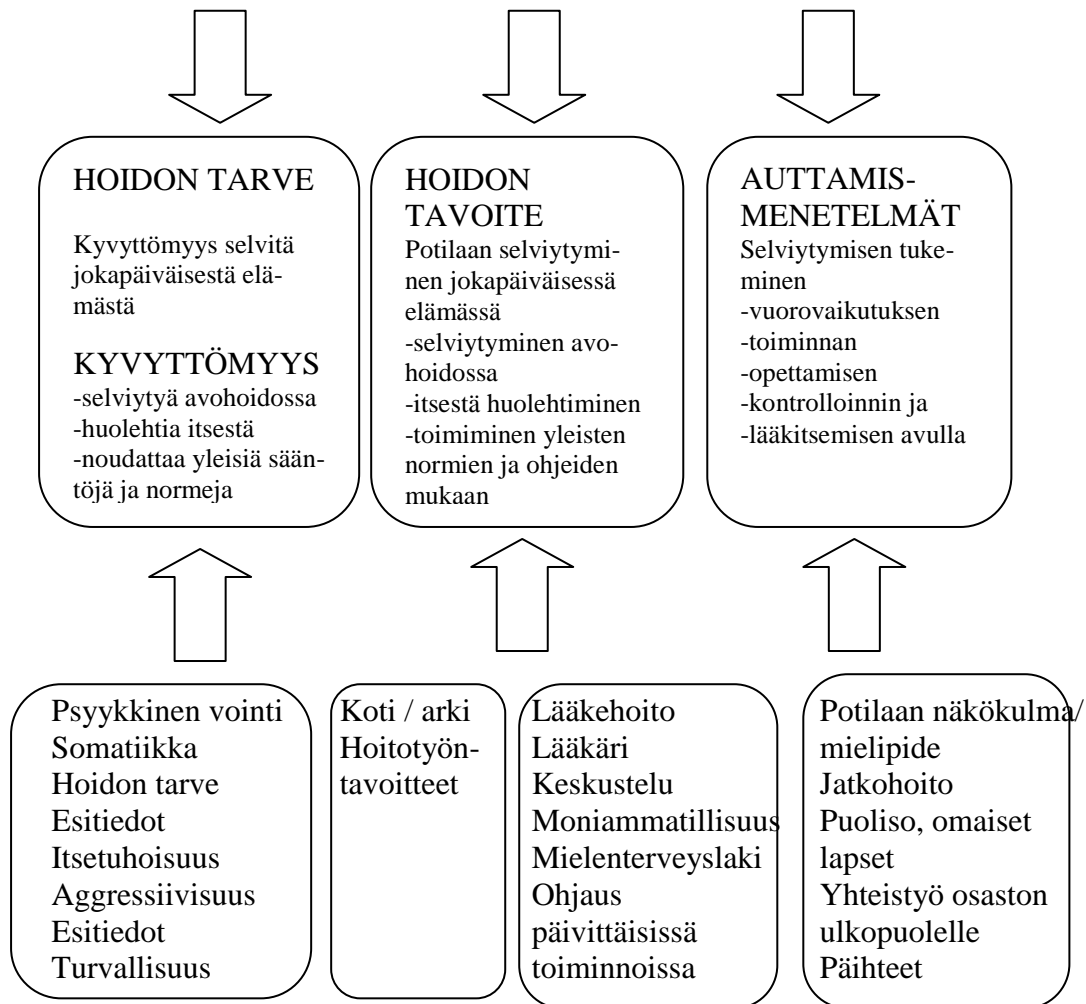 HOIDON TARVE
Kyvyttömyys selvitä
jokapäiväisestä elä-
mästä
KYVYTTÖMYYS
-selviytyä avohoidossa
-huolehtia itsestä
-noudattaa yleisiä sään-
töjä ja normeja
HOIDON
TAVOITE
Potilaan selviytymi-
nen jokapäiväisessä
elämässä
-selviytyminen avo-
hoidossa
-itsestä huolehtiminen
-toimiminen yleisten
normien ja ohjeiden
mukaan
AUTTAMIS-
MENETELMÄT
Selviytymisen tuke-
minen
-vuorovaikutuksen
-toiminnan
-opettamisen
-kontrolloinnin ja
-lääkitsemisen avulla
Psyykkinen vointi
Somatiikka
Hoidon tarve
Esitiedot
Itsetuhoisuus
Aggressiivisuus
Esitiedot
Turvallisuus
Koti / arki
Hoitotyön-
tavoitteet
Lääkehoito
Lääkäri
Keskustelu
Moniammatillisuus
Mielenterveyslaki
Ohjaus
päivittäisissä
toiminnoissa
Potilaan näkökulma/
mielipide
Jatkohoito
Puoliso, omaiset
lapset
Yhteistyö osaston
ulkopuolelle
Päihteet